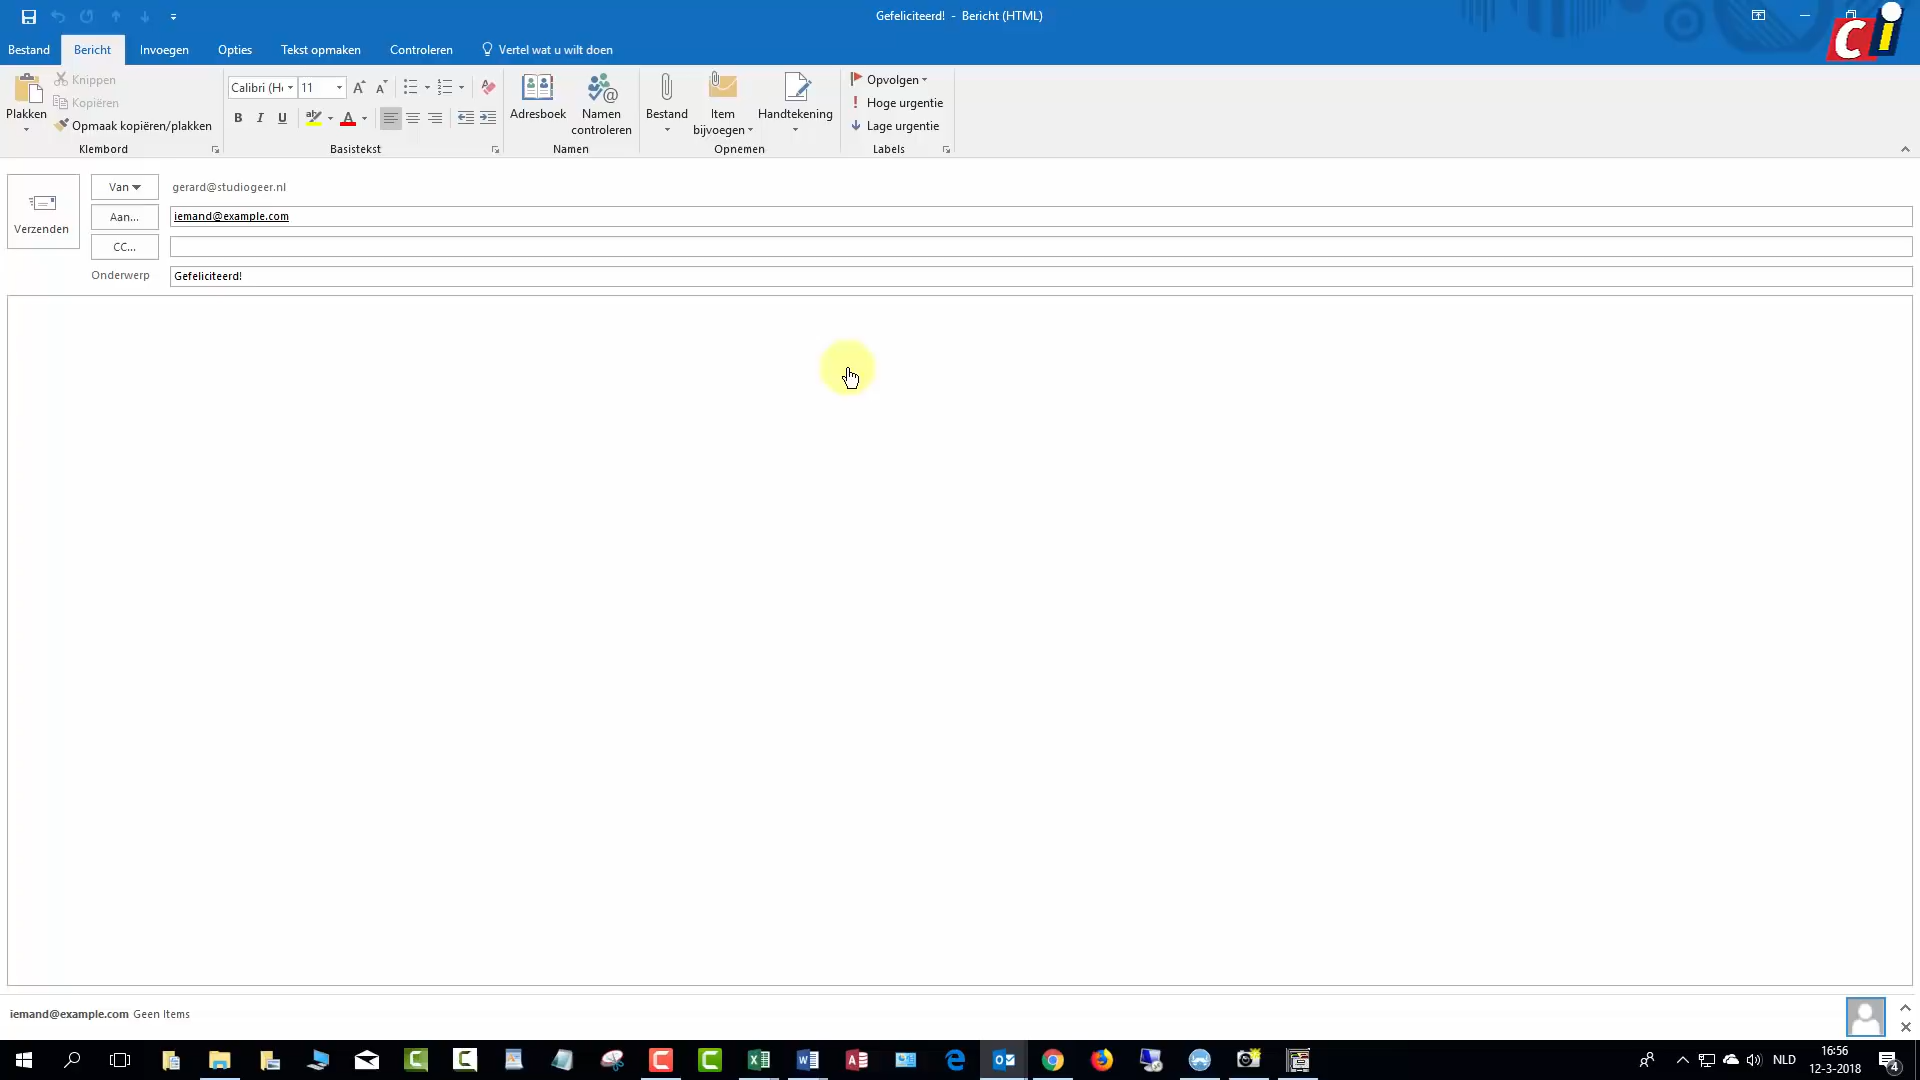 Gefeliciteerd! - Bericht (HTML)
Ci
Bestand Bericht Invoegen Opties Tekst opmaken Controleren Vertel wat u wilt doen
Plakken
Knippen
Kopiëren
Opmaak kopiëren/plakken
Klembord
Calibri (H 11
B I U
Basistekst
Adresboek
Namen controleren
Namen
Bestand
Item bijvoegen
Handtekening
Opnemen
Opvolgen
Hoge urgentie
Lage urgentie
Labels
Verzenden
Van gerard@studiogeer.nl
Aan... iemand@example.com
CC...
Onderwerp Gefeliciteerd!
iemand@example.com Geen Items
NLD
16:56
12-3-2018
4